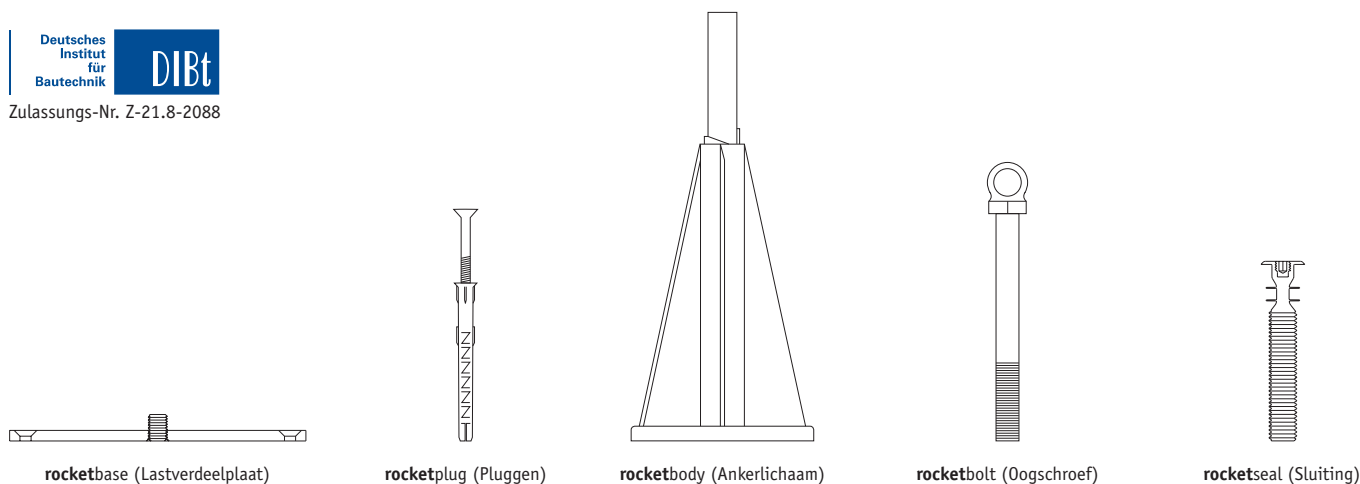 Deutsches
Institut
für
Bautechnik
DIBt
Zulassungs-Nr. Z-21.8-2088
rocketbase (Lastverdeelplaat)
rocketplug (Pluggen)
rocketbody (Ankerlichaam)
rocketbolt (Oogschroef)
rocketseal (Sluiting)